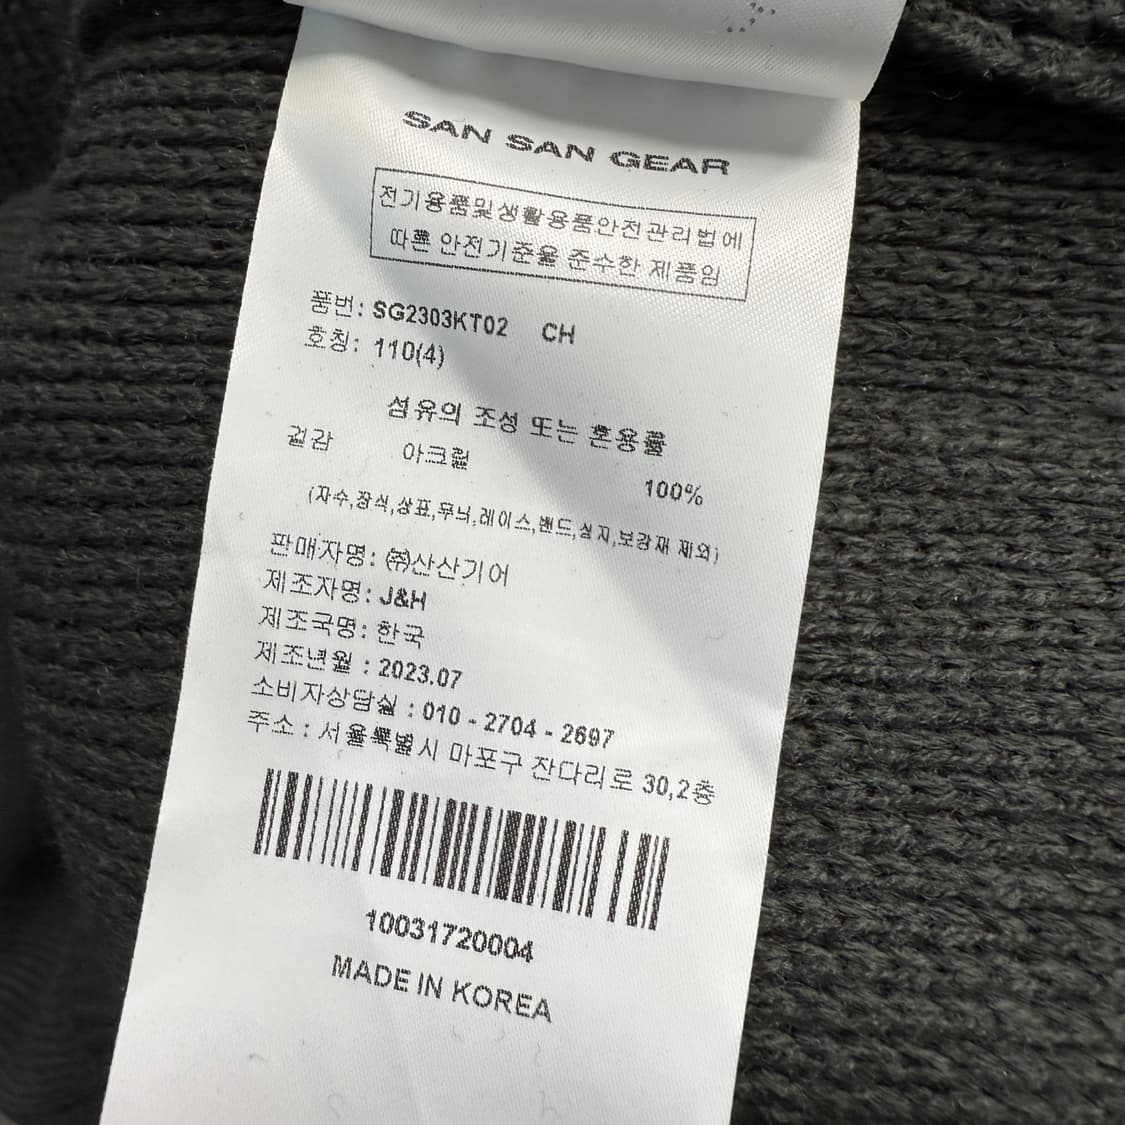 SAN SAN GEAR
전기용품및생활용품안전관리법에
따른 안전기준을 준수한 제품임
품번: SG2303KT02 CH
호칭: 110(4)
섬유의 조성 또는 혼용률
겉감 아크릴 100%
(자수,장식,상표,무늬,레이스,밴드,심지,보강재 제외)
판매자명: ㈜산산기어
제조자명: J&H
제조국명: 한국
제조년월 : 2023.07
소비자상담실 : 010 - 2704 - 2697
주소 : 서울특별시 마포구 잔다리로 30,2층
10031720004
MADE IN KOREA